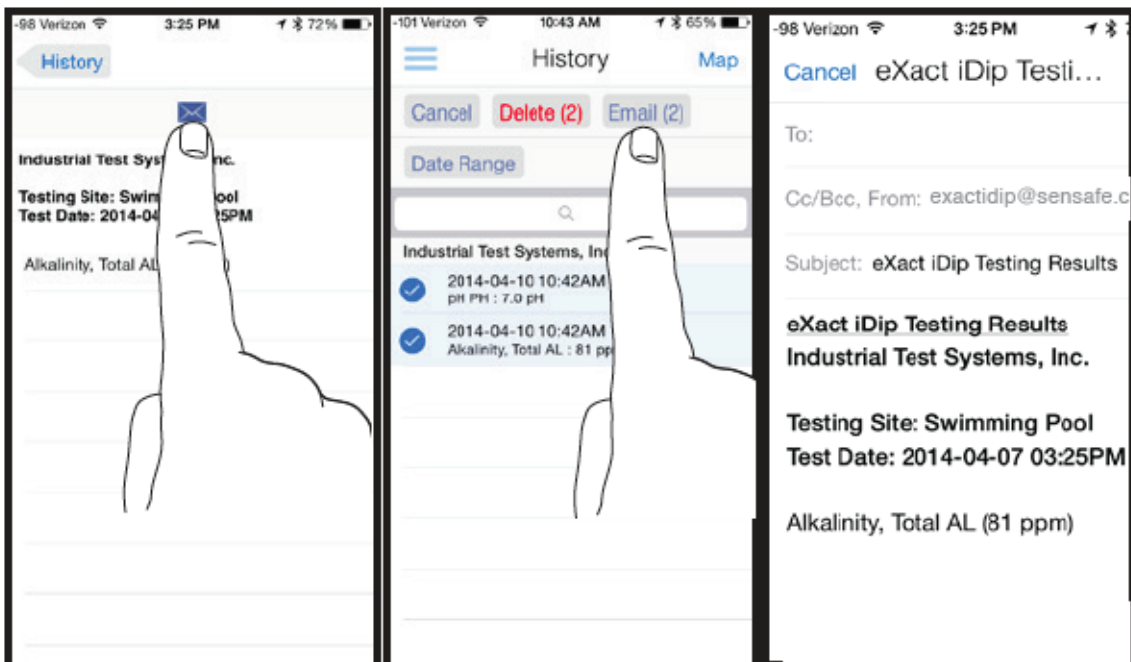 -98 Verizon 3:25 PM 72%
History
Industrial Test Sys nc.
Testing Site: Swim ool
Test Date: 2014-04 25PM
Alkalinity, Total AL
-101 Verizon 10:43 AM 65%
History Map
Cancel Delete (2) Email (2)
Date Range
Industrial Test Systems, In
2014-04-10 10:42AM
pH PH : 7.0 pH
2014-04-10 10:42AM
Akalinity, Total AL : 81 pp
-98 Verizon 3:25 PM
Cancel eXact iDip Testi...
To:
Cc/Bcc, From: exactidip@sensafe.c
Subject: eXact iDip Testing Results
eXact iDip Testing Results
Industrial Test Systems, Inc.
Testing Site: Swimming Pool
Test Date: 2014-04-07 03:25PM
Alkalinity, Total AL (81 ppm)